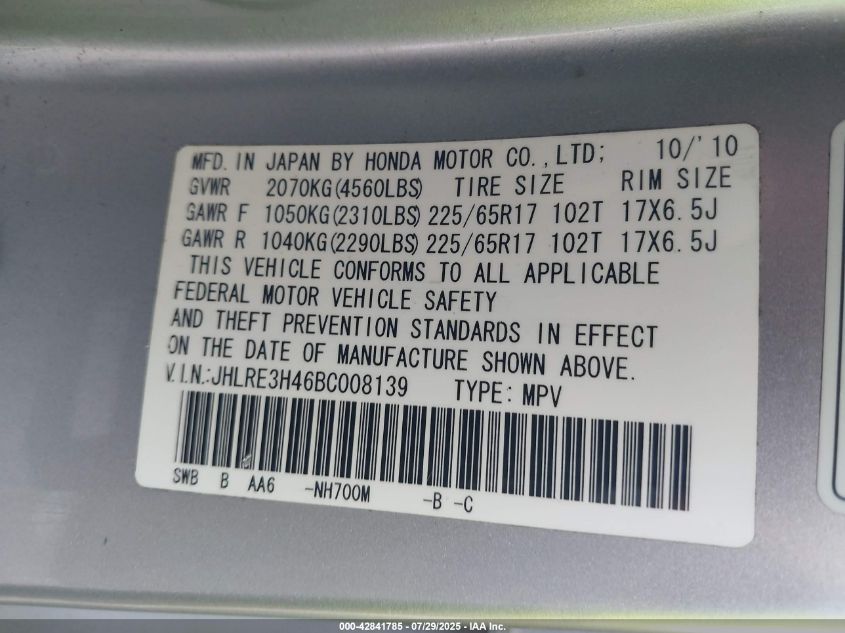 MFD. IN JAPAN BY HONDA MOTOR CO.,LTD; 10/'10
GVWR 2070KG(4560LBS) TIRE SIZE RIM SIZE
GAWR F 1050KG(2310LBS) 225/65R17 102T 17X6.5J
GAWR R 1040KG(2290LBS) 225/65R17 102T 17X6.5J
THIS VEHICLE CONFORMS TO ALL APPLICABLE
FEDERAL MOTOR VEHICLE SAFETY
AND THEFT PREVENTION STANDARDS IN EFFECT
ON THE DATE OF MANUFACTURE SHOWN ABOVE.
V.I.N.:JHLRE3H46BC008139 TYPE: MPV
SWB B AA6 -NH700M -B -C
000-42841785 - 07/29/2025 - IAA Inc.